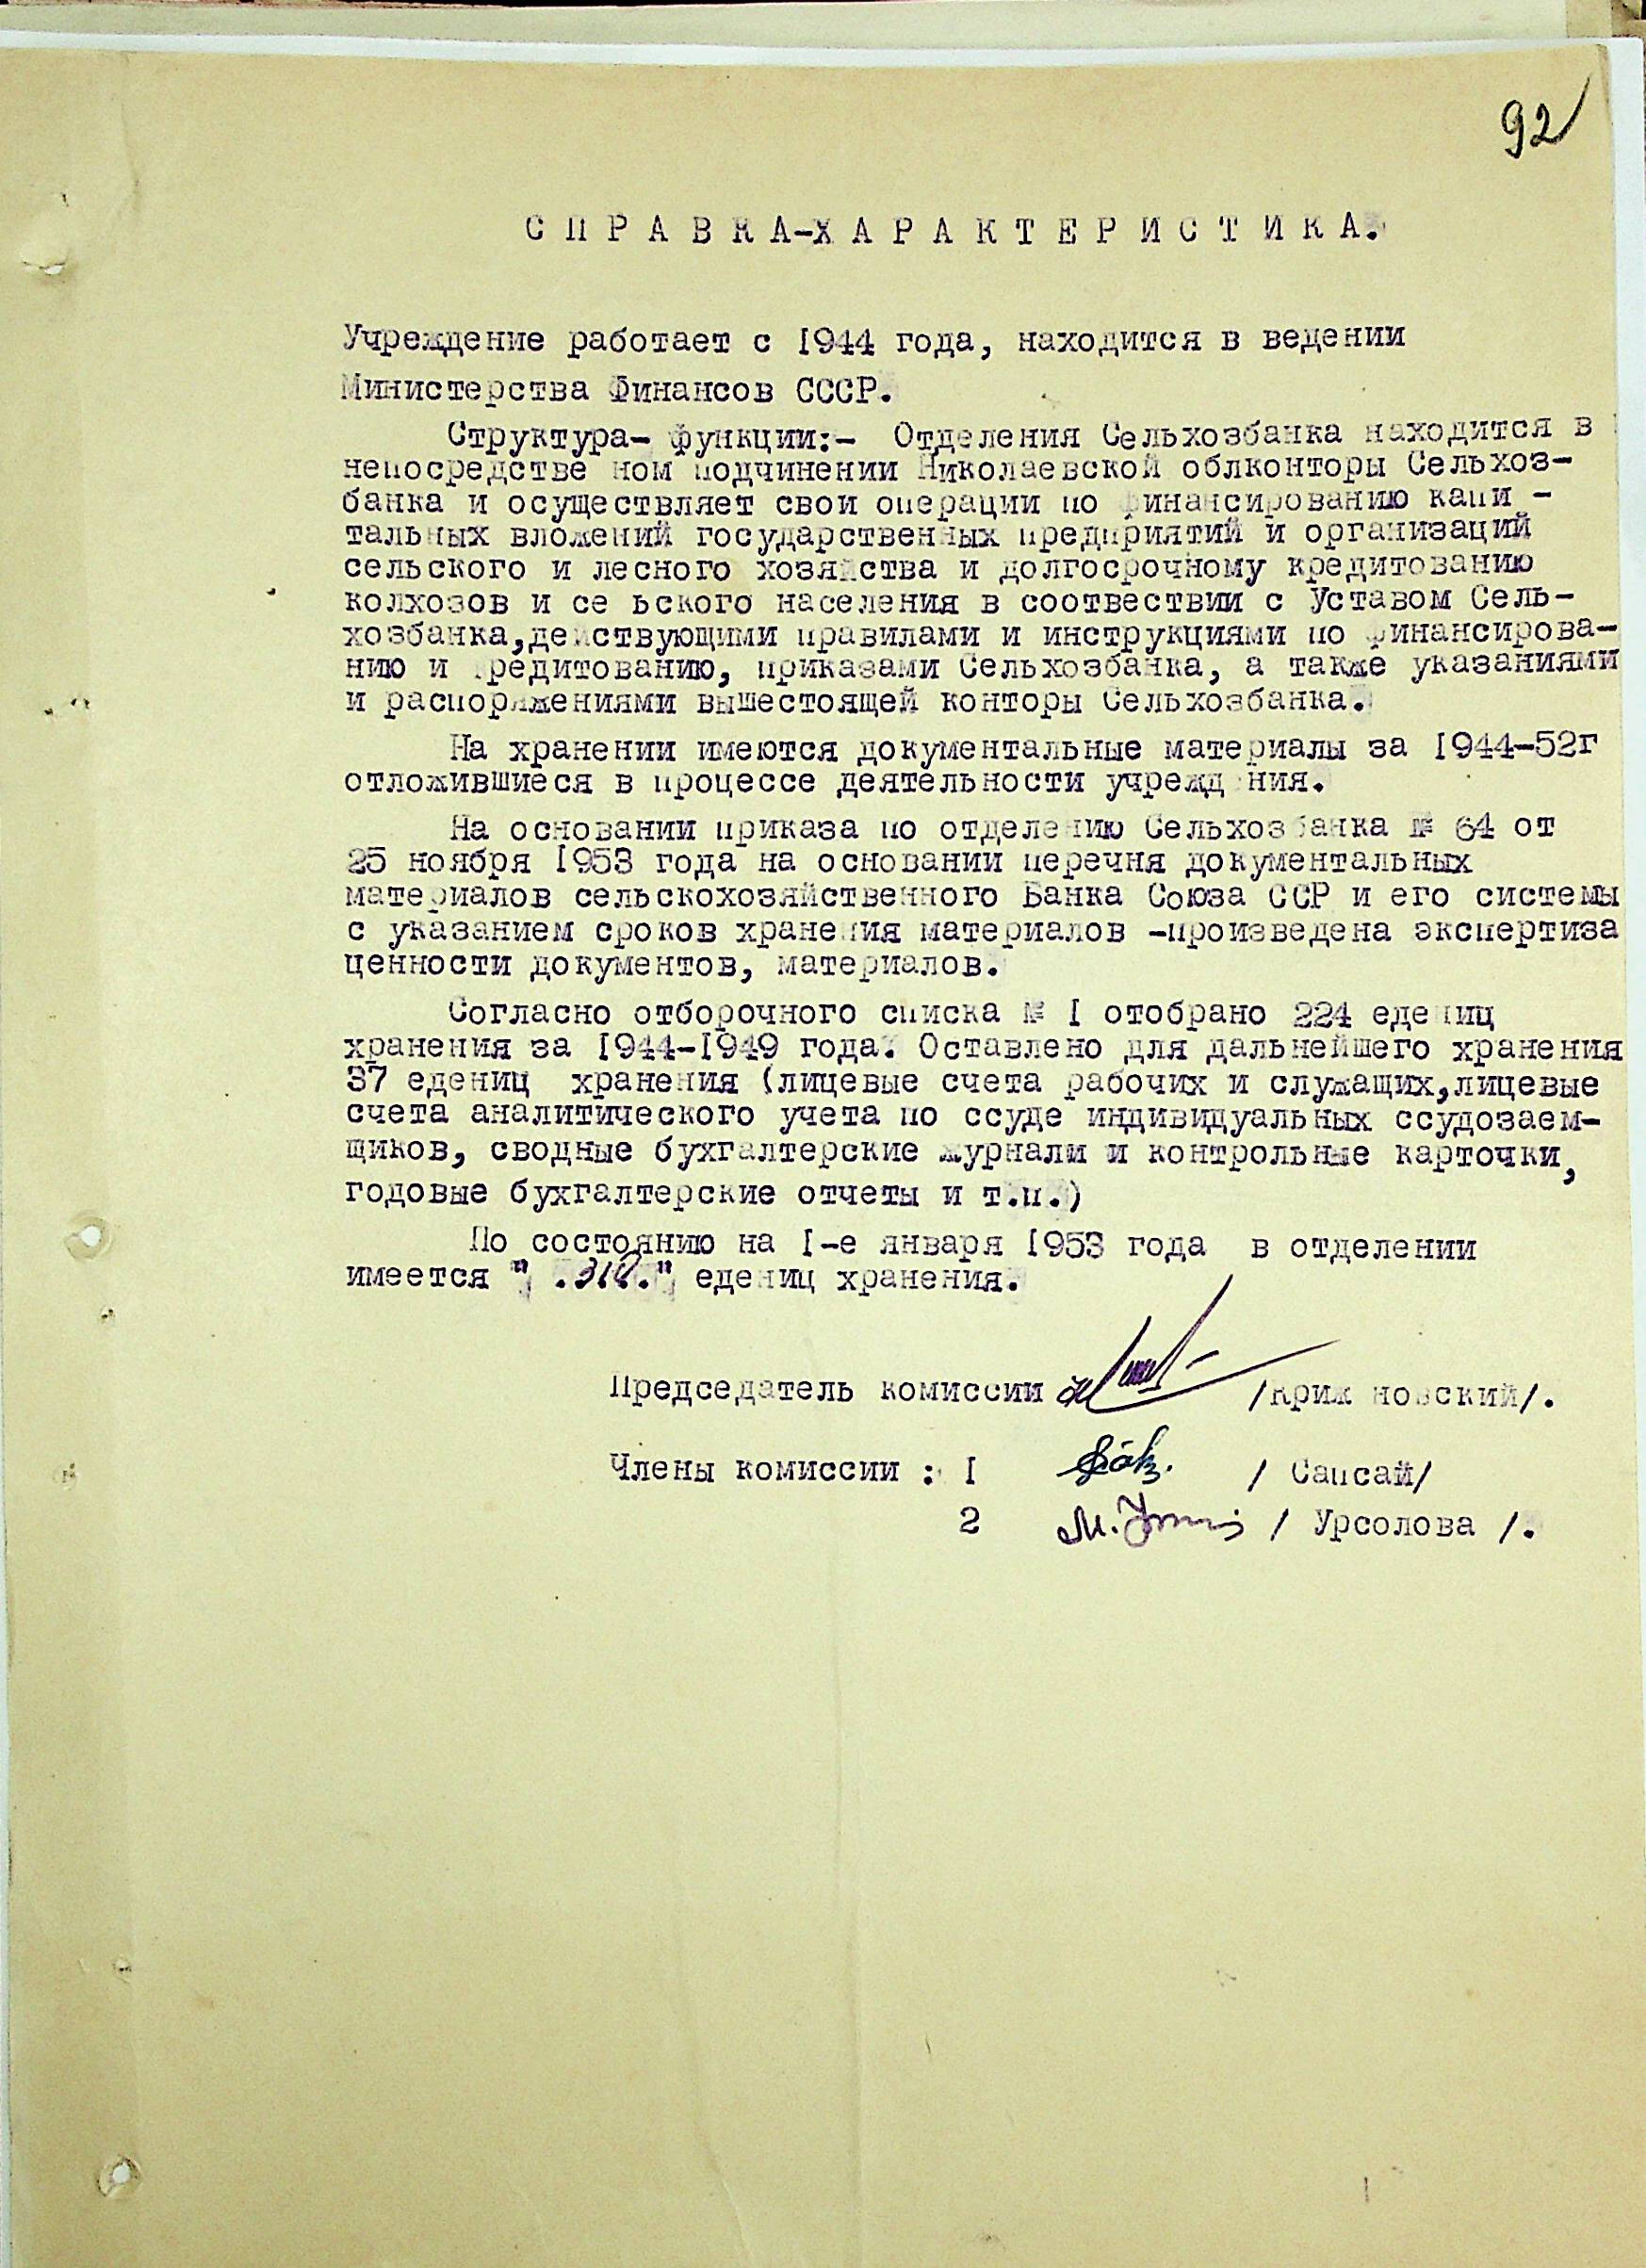 92
СПРАВКА-ХАРАКТЕРИСТИКА.
Учреждение работает с 1944 года, находится в ведении
Министерства Финансов СССР.
Структура- функции:- Отделения Сельхозбанка находится в
непосредстве ном подчинении Николаевской облконторы Сельхоз-
банка и осуществляет свои операции по финансированию капи -
тальных вложений государственных предприятий и организаций
сельского и лесного хозяйства и долгосрочному кредитованию
колхозов и се ьского населения в соотвествии с Уставом Сель-
хозбанка,действующими правилами и инструкциями по финансирова-
нию и кредитованию, приказами Сельхозбанка, а также указаниями
и распоряжениями вышестоящей конторы Сельхозбанка.
На хранении имеются документальные материалы за 1944-52г
отложившиеся в процессе деятельности учреждения.
На основании приказа по отделению Сельхозбанка № 64 от
25 ноября 1953 года на основании перечня документальных
материалов сельскохозяйственного Банка Союза ССР и его системы
с указанием сроков хранения материалов -произведена экспертиза
ценности документов, материалов.
Согласно отборочного списка № I отобрано 224 едениц
хранения за 1944-1949 года. Оставлено для дальнейшего хранения
37 едениц хранения (лицевые счета рабочих и служащих,лицевые
счета аналитического учета по ссуде индивидуальных ссудозаем-
щиков, сводные бухгалтерские журнали и контрольные карточки,
годовые бухгалтерские отчеты и т.п.)
По состоянию на I-е января 1953 года в отделении
имеется " " едениц хранения.
Председатель комиссии /Криж новский/.
Члены комиссии : I / Сапсай/
2 / Урсолова /.